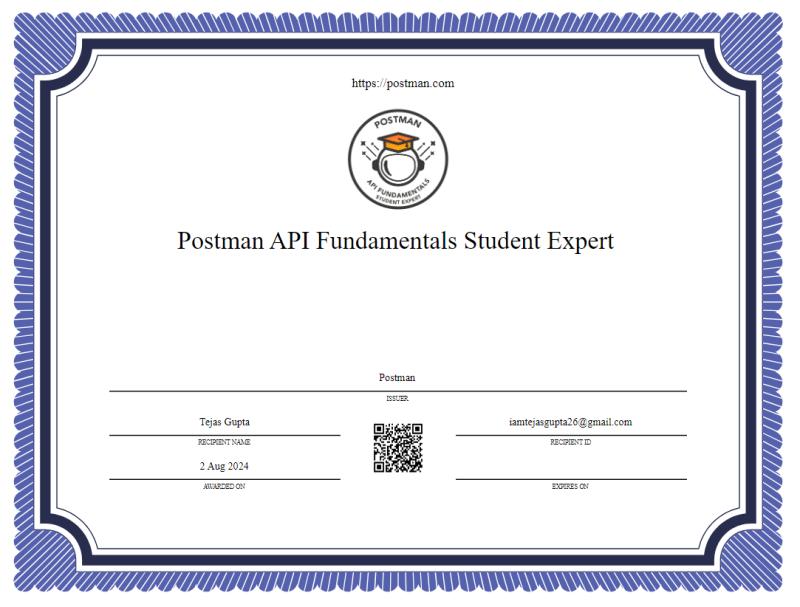 https://postman.com
POSTMAN
API FUNDAMENTALS
STUDENT EXPERT
Postman API Fundamentals Student Expert
Postman
ISSUER
Tejas Gupta
RECIPIENT NAME
iamtejasgupta26@gmail.com
RECIPIENT ID
2 Aug 2024
AWARDED ON
EXPIRES ON